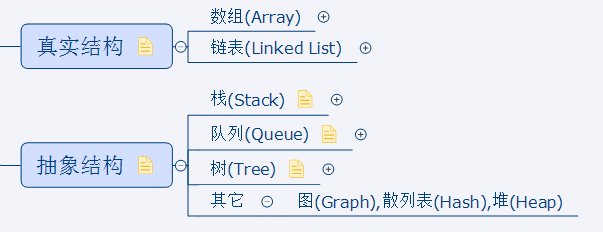 真实结构
数组(Array)
链表(Linked List)
抽象结构
栈(Stack)
队列(Queue)
树(Tree)
其它 图(Graph),散列表(Hash),堆(Heap)